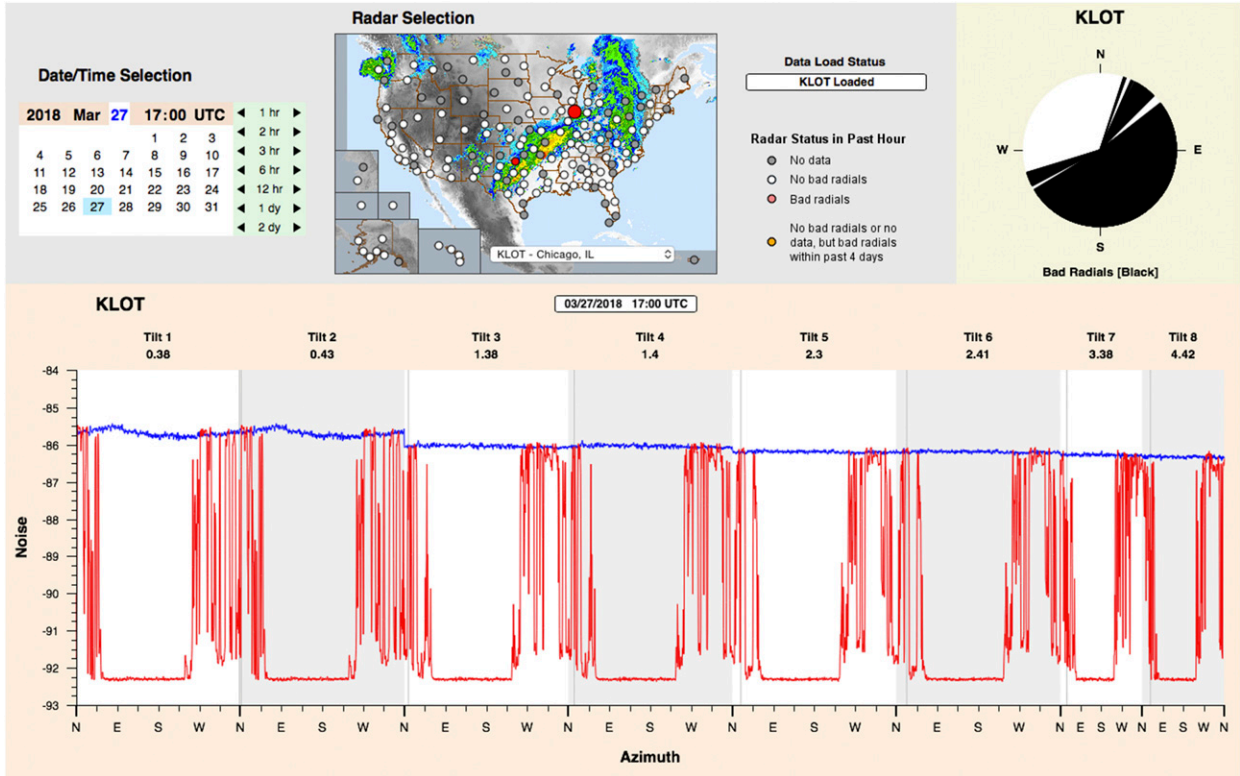 Radar Selection
Date/Time Selection
2018 Mar 27 17:00 UTC
1 2 3
4 5 6 7 8 9 10
11 12 13 14 15 16 17
18 19 20 21 22 23 24
25 26 27 28 29 30 31
1 hr
2 hr
3 hr
6 hr
12 hr
1 dy
2 dy
KLOT - Chicago, IL
Data Load Status
KLOT Loaded
Radar Status in Past Hour
No data
No bad radials
Bad radials
No bad radials or no
data, but bad radials
within past 4 days
KLOT
N
W E
S
Bad Radials [Black]
KLOT
03/27/2018 17:00 UTC
Tilt 1 Tilt 2 Tilt 3 Tilt 4 Tilt 5 Tilt 6 Tilt 7 Tilt 8
0.38 0.43 1.38 1.4 2.3 2.41 3.38 4.42
Noise
-84
-85
-86
-87
-88
-89
-90
-91
-92
-93
N E S W N E S W N E S W N E S W N E S W N E S W N E S W N E S W N
Azimuth